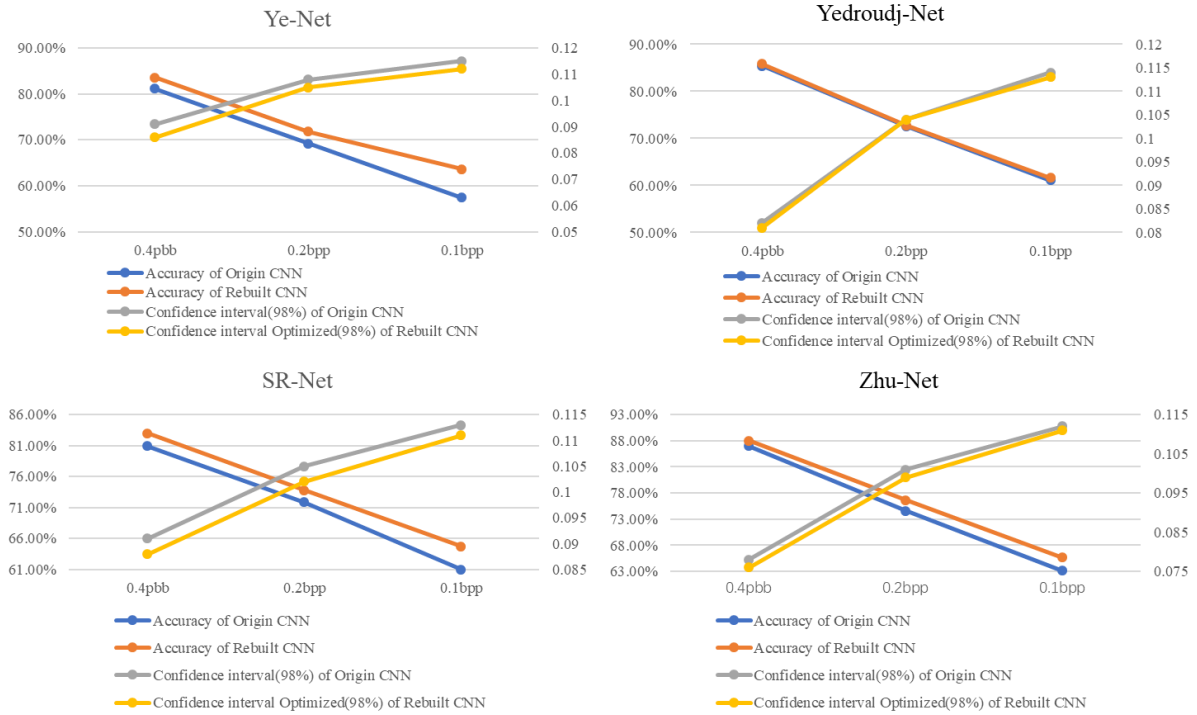 Ye-Net
90.00%
80.00%
70.00%
60.00%
50.00%
0.12
0.11
0.1
0.09
0.08
0.07
0.06
0.05
0.4pbb
0.2bpp
0.1bpp
Accuracy of Origin CNN
Accuracy of Rebuilt CNN
Confidence interval(98%) of Origin CNN
Confidence interval Optimized(98%) of Rebuilt CNN
Yedroudj-Net
90.00%
80.00%
70.00%
60.00%
50.00%
0.12
0.115
0.11
0.105
0.1
0.095
0.09
0.085
0.08
0.4pbb
0.2bpp
0.1bpp
Accuracy of Origin CNN
Accuracy of Rebuilt CNN
Confidence interval(98%) of Origin CNN
Confidence interval Optimized(98%) of Rebuilt CNN
SR-Net
86.00%
81.00%
76.00%
71.00%
66.00%
61.00%
0.115
0.11
0.105
0.1
0.095
0.09
0.085
0.4pbb
0.2bpp
0.1bpp
Accuracy of Origin CNN
Accuracy of Rebuilt CNN
Confidence interval(98%) of Origin CNN
Confidence interval Optimized(98%) of Rebuilt CNN
Zhu-Net
93.00%
88.00%
83.00%
78.00%
73.00%
68.00%
63.00%
0.115
0.105
0.095
0.085
0.075
0.4pbb
0.2bpp
0.1bpp
Accuracy of Origin CNN
Accuracy of Rebuilt CNN
Confidence interval(98%) of Origin CNN
Confidence interval Optimized(98%) of Rebuilt CNN